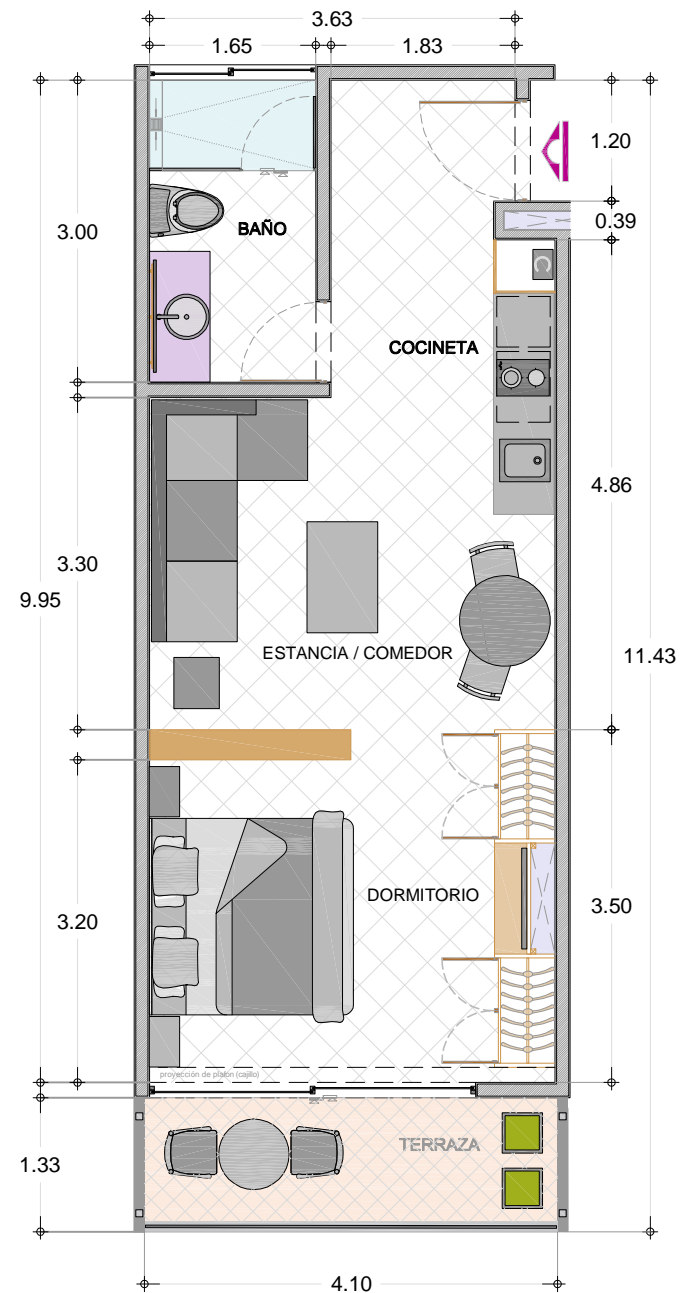 3.63
1.65
1.83
1.20
0.39
3.00
BAÑO
C
COCINETA
4.86
3.30
9.95
ESTANCIA / COMEDOR
11.43
DORMITORIO
3.20
3.50
proyección de plafón (cajillo)
TERRAZA
1.33
4.10